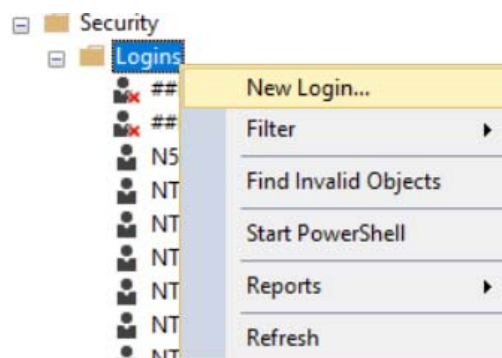 Security
Logins
##
##
N5
NT
NT
NT
NT
NT
NT
New Login...
Filter
Find Invalid Objects
Start PowerShell
Reports
Refresh